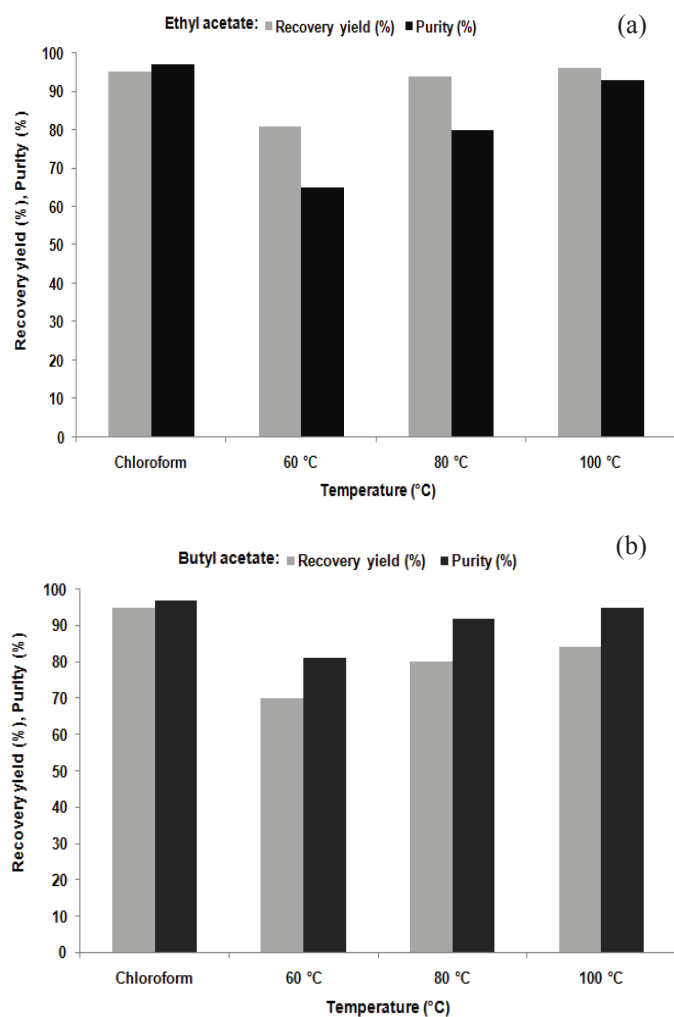 Ethyl acetate: Recovery yield (%) Purity (%)
(a)
Recovery yield (%), Purity (%)
100
90
80
70
60
50
40
30
20
10
0
Chloroform 60 °C 80 °C 100 °C
Temperature (°C)
Butyl acetate: Recovery yield (%) Purity (%)
(b)
Recovery yield (%), Purity (%)
100
90
80
70
60
50
40
30
20
10
0
Chloroform 60 °C 80 °C 100 °C
Temperature (°C)